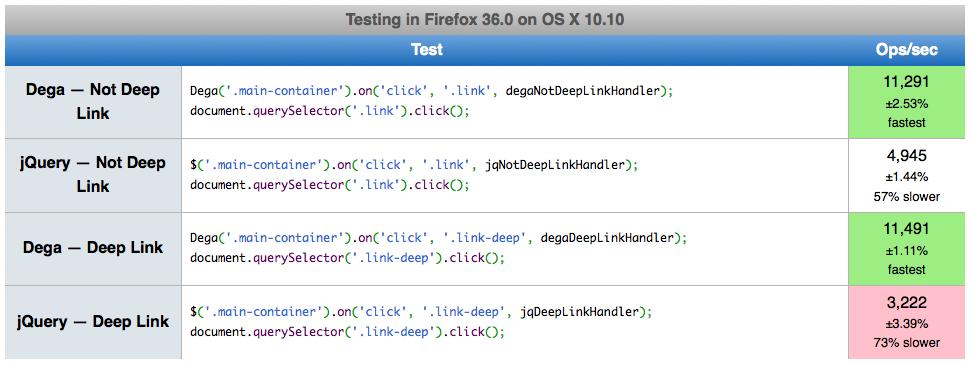 Testing in Firefox 36.0 on OS X 10.10
Test Ops/sec
Dega — Not Deep Link
Dega('.main-container').on('click', '.link', degaNotDeepLinkHandler);
document.querySelector('.link').click();
11,291
±2.53%
fastest
jQuery — Not Deep Link
$('.main-container').on('click', '.link', jqNotDeepLinkHandler);
document.querySelector('.link').click();
4,945
±1.44%
57% slower
Dega — Deep Link
Dega('.main-container').on('click', '.link-deep', degaDeepLinkHandler);
document.querySelector('.link-deep').click();
11,491
±1.11%
fastest
jQuery — Deep Link
$('.main-container').on('click', '.link-deep', jqDeepLinkHandler);
document.querySelector('.link-deep').click();
3,222
±3.39%
73% slower